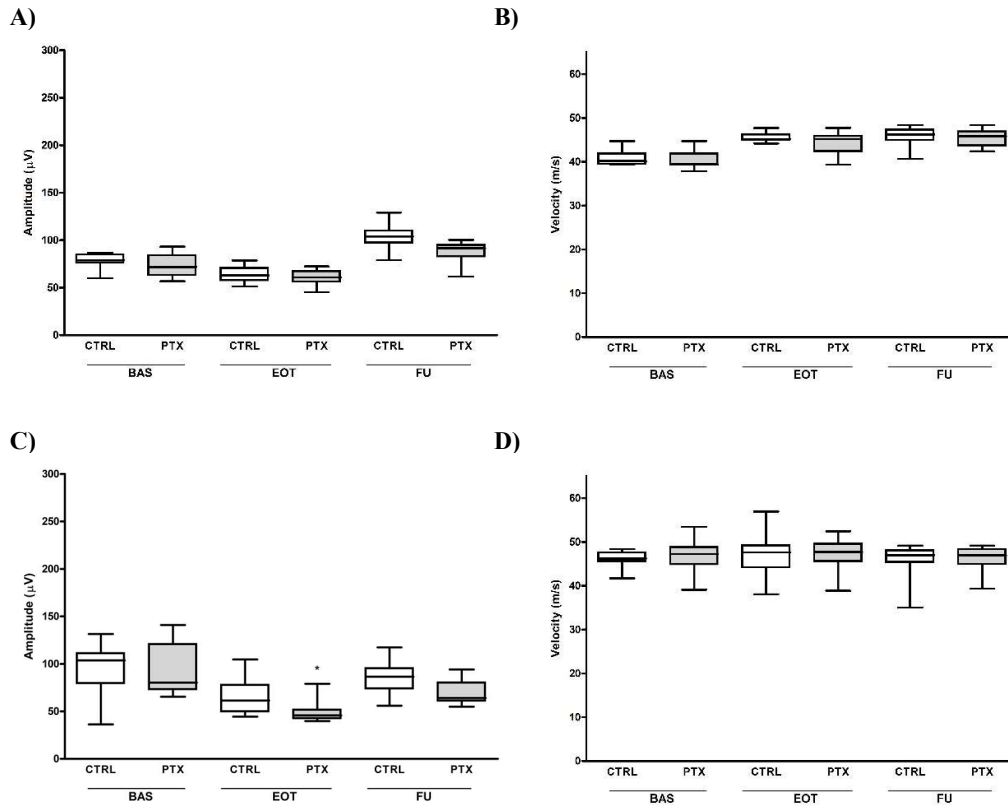 A)
B)
Amplitude (µV)
300
250
200
150
100
50
0
CTRL PTX CTRL PTX CTRL PTX
BAS EOT FU
Velocity (m/s)
60
50
40
30
20
10
0
CTRL PTX CTRL PTX CTRL PTX
BAS EOT FU
C)
D)
Amplitude (µV)
300
250
200
150
100
50
0
*
CTRL PTX CTRL PTX CTRL PTX
BAS EOT FU
Velocity (m/s)
60
50
40
30
20
10
0
CTRL PTX CTRL PTX CTRL PTX
BAS EOT FU